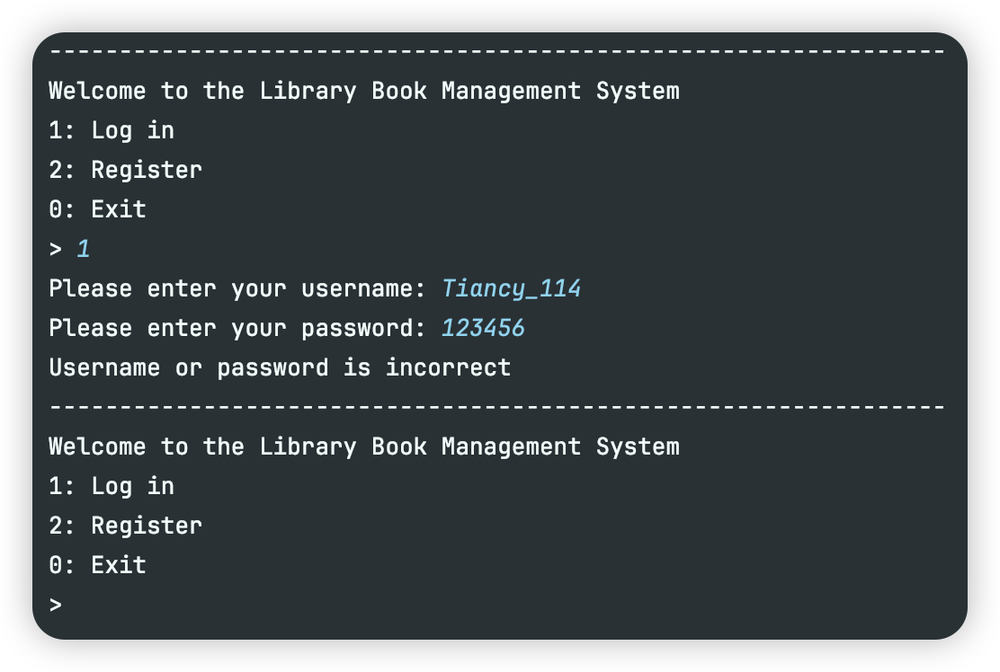 ----------------------------------------------------------------
Welcome to the Library Book Management System
1: Log in
2: Register
0: Exit
> 1
Please enter your username: Tiancy_114
Please enter your password: 123456
Username or password is incorrect
----------------------------------------------------------------
Welcome to the Library Book Management System
1: Log in
2: Register
0: Exit
>